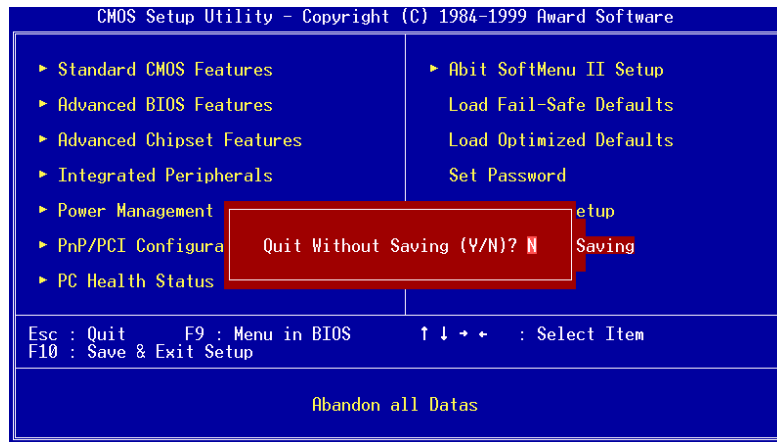 CMOS Setup Utility - Copyright (C) 1984-1999 Award Software
► Standard CMOS Features
► Advanced BIOS Features
► Advanced Chipset Features
► Integrated Peripherals
► Power Management
► PnP/PCI Configura
► PC Health Status
► Abit SoftMenu II Setup
Load Fail-Safe Defaults
Load Optimized Defaults
Set Password
etup
Saving
Quit Without Saving (Y/N)? N
Esc : Quit F9 : Menu in BIOS ↑ ↓ → ← : Select Item
F10 : Save & Exit Setup
Abandon all Datas